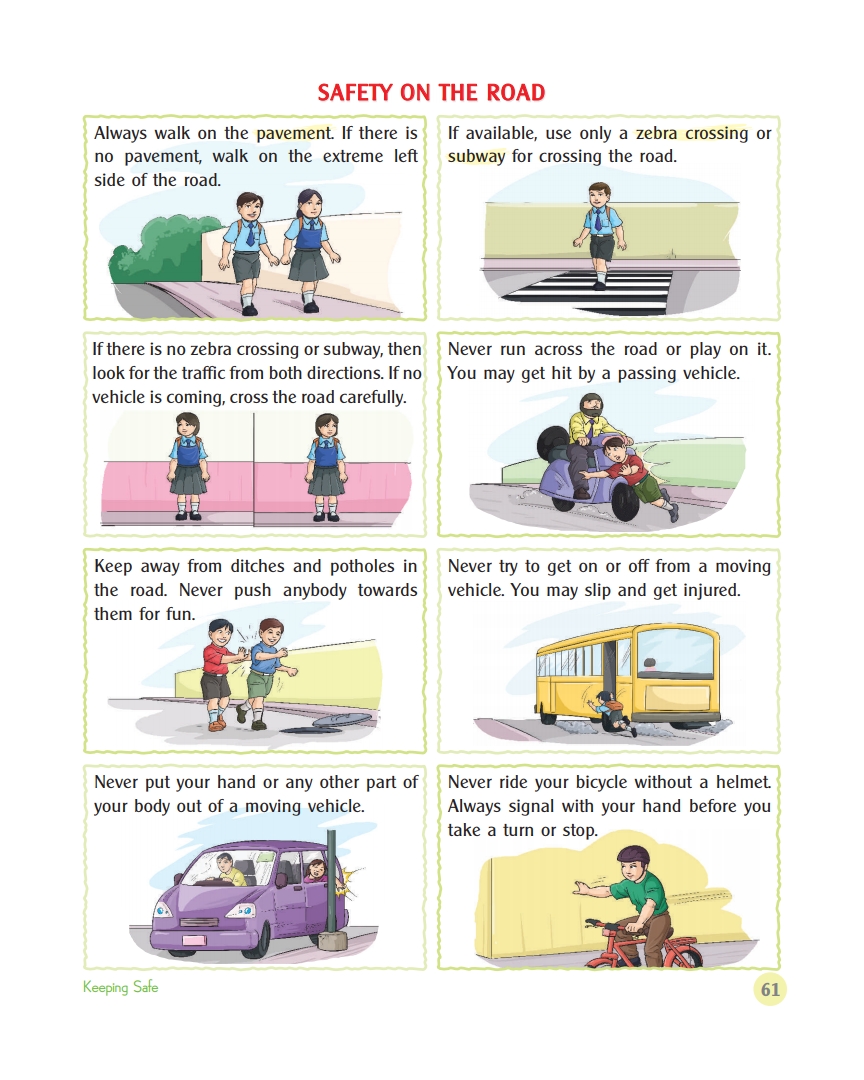 SAFETY ON THE ROAD
Always walk on the pavement. If there is
no pavement, walk on the extreme left
side of the road.
If available, use only a zebra crossing or
subway for crossing the road.
If there is no zebra crossing or subway, then
look for the traffic from both directions. If no
vehicle is coming, cross the road carefully.
Never run across the road or play on it.
You may get hit by a passing vehicle.
Keep away from ditches and potholes in
the road. Never push anybody towards
them for fun.
Never try to get on or off from a moving
vehicle. You may slip and get injured.
Never put your hand or any other part of
your body out of a moving vehicle.
Never ride your bicycle without a helmet.
Always signal with your hand before you
take a turn or stop.
Keeping Safe
61